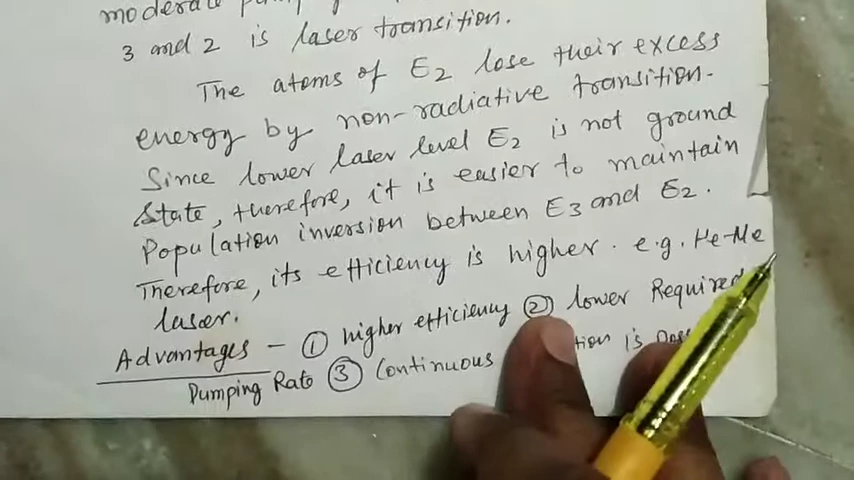 moderate
3 and 2 is laser transition.
The atoms of E2 lose their excess
energy by non-radiative transition.
Since lower laser level E2 is not ground
State, therefore, it is easier to maintain
Population inversion between E3 and E2.
Therefore, its efficiency is higher. e.g. He-Ne
laser.
Advantages - ① higher efficiency ② lower Required
Pumping Rate ③ Continuous is